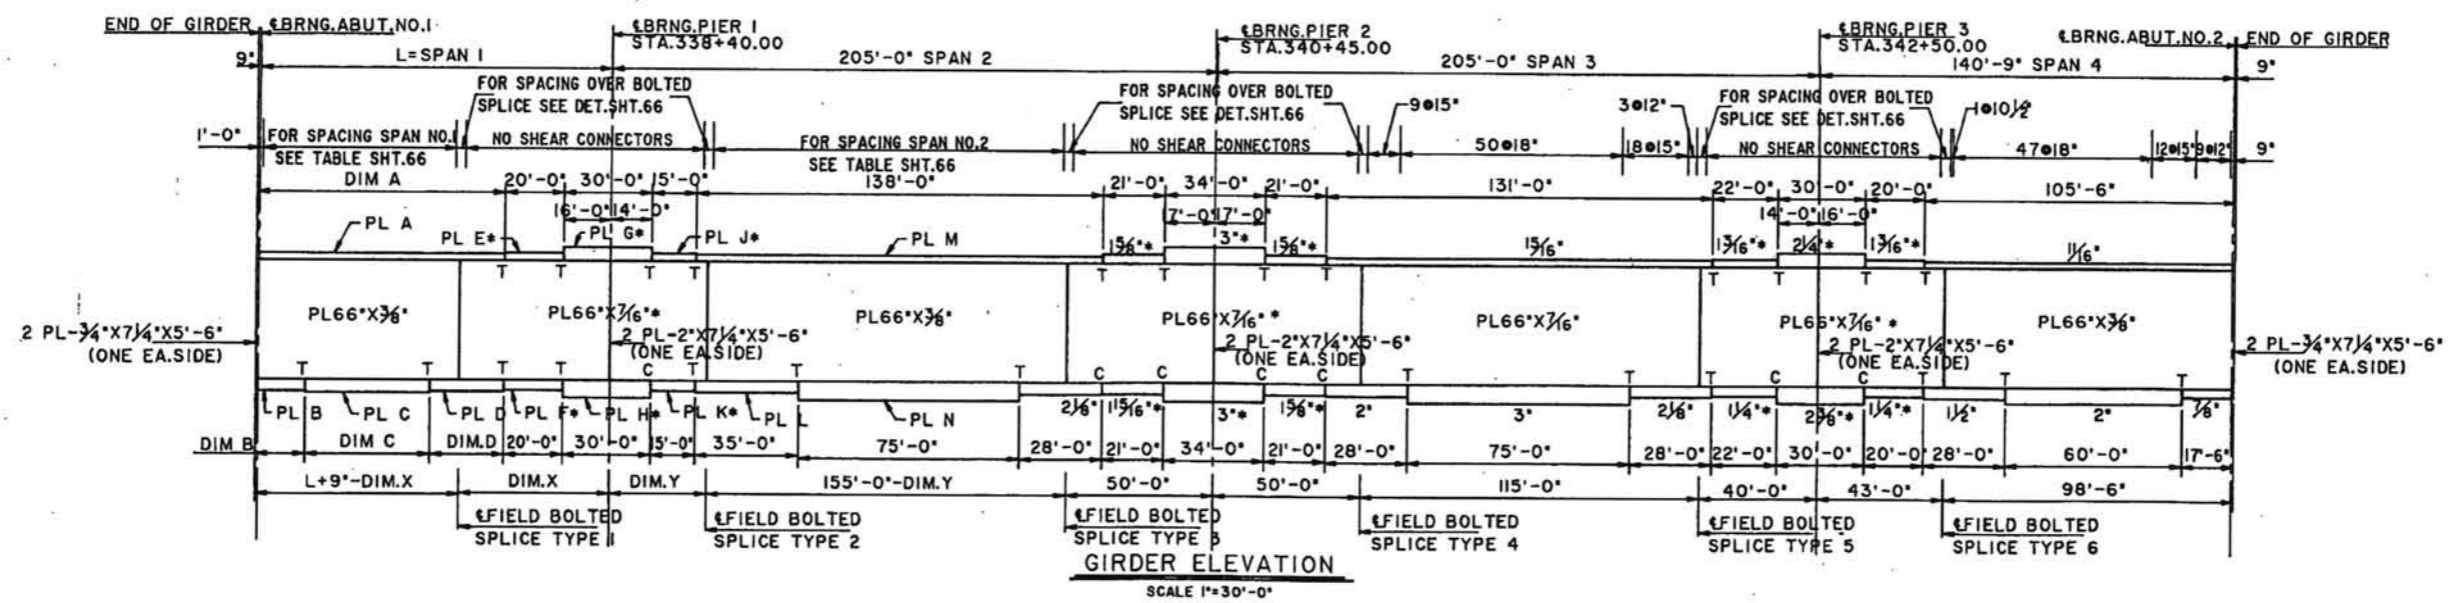 END OF GIRDER
℄BRNG.ABUT.NO.1
℄BRNG.PIER 1
STA.338+40.00
℄BRNG.PIER 2
STA.340+45.00
℄BRNG.PIER 3
STA.342+50.00
℄BRNG.ABUT.NO.2
END OF GIRDER
9"
L=SPAN 1
205'-0" SPAN 2
205'-0" SPAN 3
140'-9" SPAN 4
9"
FOR SPACING OVER BOLTED
SPLICE SEE DET.SHT.66
FOR SPACING OVER BOLTED
SPLICE SEE DET.SHT.66
9@15"
3@12"
FOR SPACING OVER BOLTED
SPLICE SEE DET.SHT.66
1@10½"
1'-0"
FOR SPACING SPAN NO.1
SEE TABLE SHT.66
NO SHEAR CONNECTORS
FOR SPACING SPAN NO.2
SEE TABLE SHT.66
NO SHEAR CONNECTORS
50@18"
18@15"
NO SHEAR CONNECTORS
47@18"
12@15"
9@12"
9"
DIM A
20'-0"
30'-0"
15'-0"
138'-0"
21'-0"
34'-0"
21'-0"
131'-0"
22'-0"
30'-0"
20'-0"
105'-6"
16'-0"
14'-0"
17'-0"
17'-0"
14'-0"
16'-0"
PL A
PL E*
PL G*
PL J*
PL M
1⅝"*
3"*
1⅝"*
15/16"
1 3/16"*
2¼"*
1 3/16"*
11/16"
T T T T T T T T T T T T
PL66"X⅜"
PL66"X7/16"*
PL66"X⅜"
PL66"X7/16"*
PL66"X7/16"
PL66"X7/16"*
PL66"X⅜"
2 PL-¾"X7¼"X5'-6"
(ONE EA.SIDE)
2 PL-2"X7¼"X5'-6"
(ONE EA.SIDE)
2 PL-2"X7¼"X5'-6"
(ONE EA.SIDE)
2 PL-2"X7¼"X5'-6"
(ONE EA.SIDE)
2 PL-¾"X7¼"X5'-6"
(ONE EA.SIDE)
T T T T C T T T C C C C T T T C C T T T
PL B
PL C
PL D
PL F*
PL H*
PL K*
PL L
PL N
2⅛"
1 15/16"*
3"*
1⅝"*
2"
3"
2⅛"
1¼"*
2⅜"*
1¼"*
1½"
2"
⅞"
DIM B
DIM C
DIM.D
20'-0"
30'-0"
15'-0"
35'-0"
75'-0"
28'-0"
21'-0"
34'-0"
21'-0"
28'-0"
75'-0"
28'-0"
22'-0"
30'-0"
20'-0"
28'-0"
60'-0"
17'-6"
L+9"-DIM.X
DIM.X
DIM.Y
155'-0"-DIM.Y
50'-0"
50'-0"
115'-0"
40'-0"
43'-0"
98'-6"
℄FIELD BOLTED
SPLICE TYPE 1
℄FIELD BOLTED
SPLICE TYPE 2
℄FIELD BOLTED
SPLICE TYPE 3
℄FIELD BOLTED
SPLICE TYPE 4
℄FIELD BOLTED
SPLICE TYPE 5
℄FIELD BOLTED
SPLICE TYPE 6
GIRDER ELEVATION
SCALE 1"=30'-0"